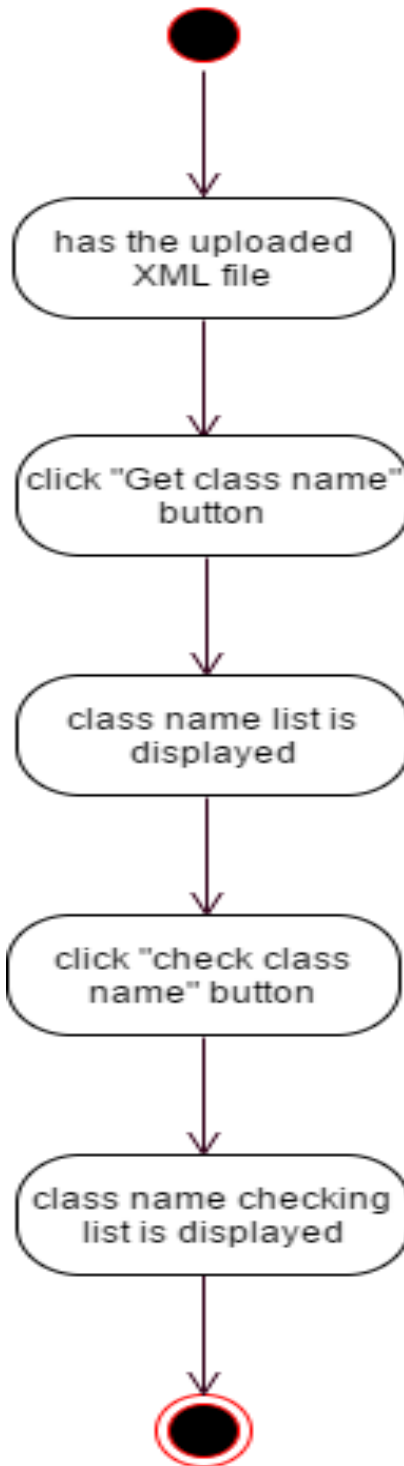 has the uploaded
XML file
click "Get class name"
button
class name list is
displayed
click "check class
name" button
class name checking
list is displayed